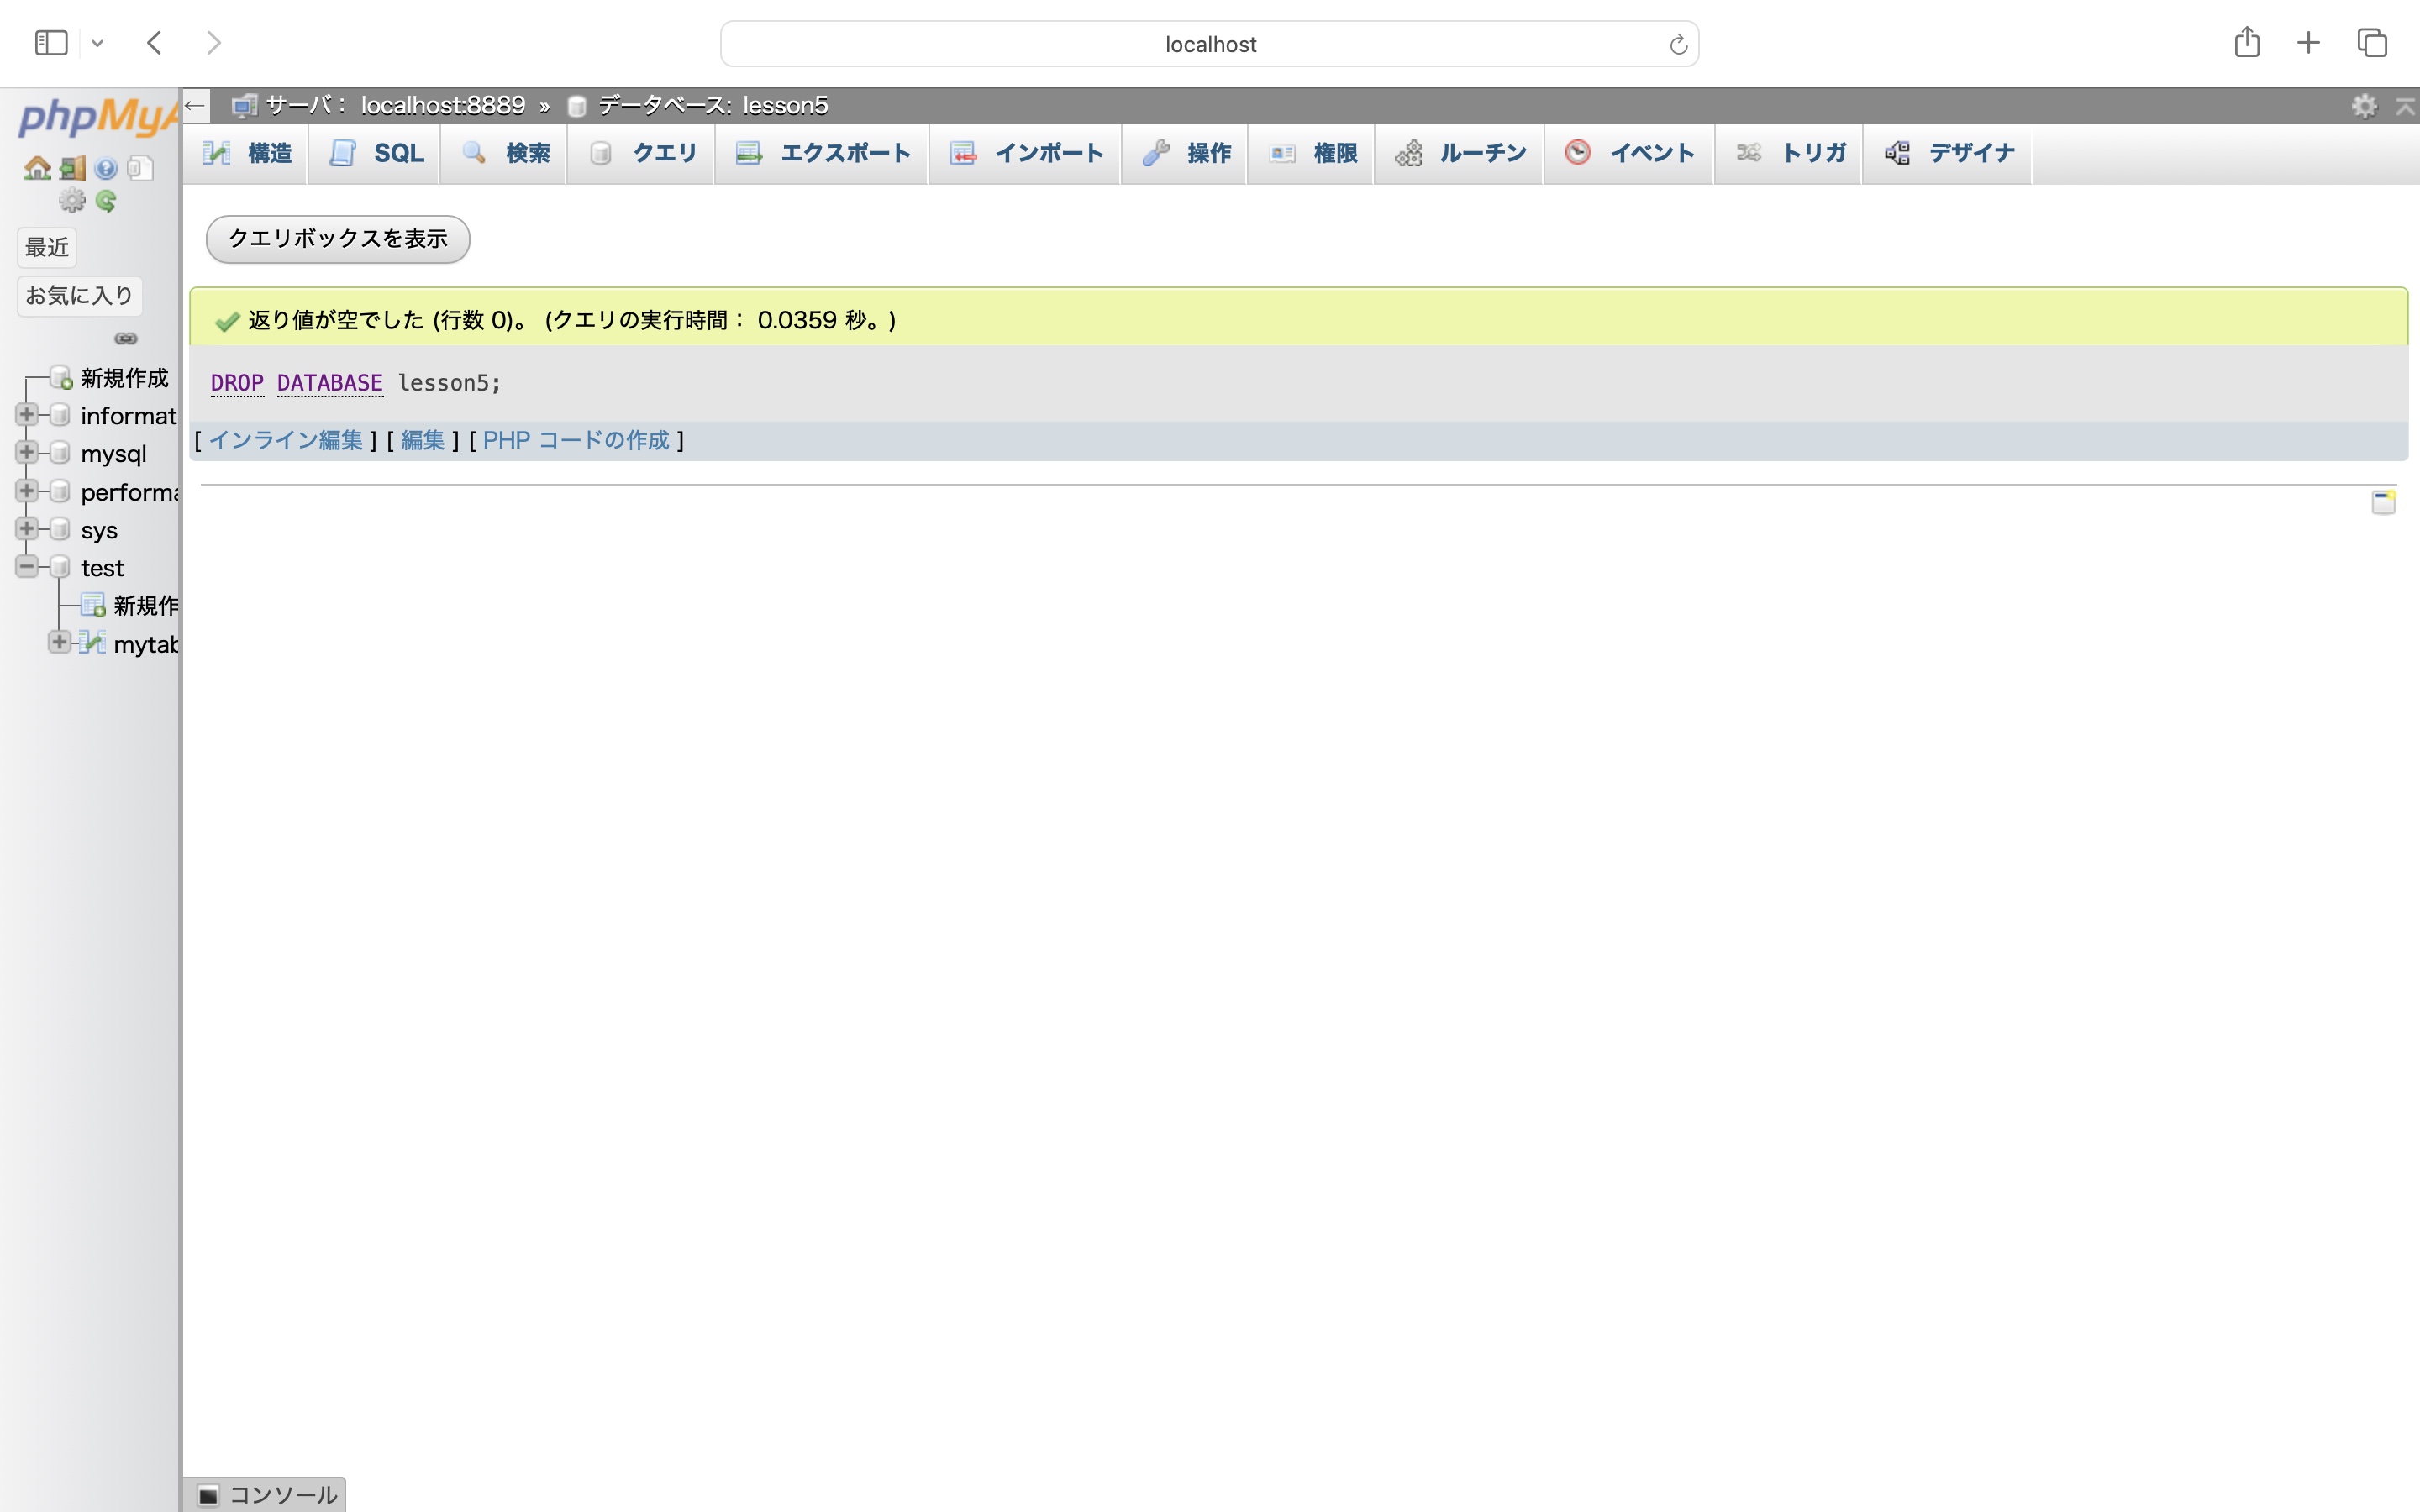 localhost
phpMyA
サーバ： localhost:8889 » データベース: lesson5
構造 SQL 検索 クエリ エクスポート インポート 操作 権限 ルーチン イベント トリガ デザイナ
最近
お気に入り
新規作成
informat
mysql
performa
sys
test
新規作
mytab
クエリボックスを表示
返り値が空でした (行数 0)。 (クエリの実行時間： 0.0359 秒。)
DROP DATABASE lesson5;
[ インライン編集 ] [ 編集 ] [ PHP コードの作成 ]
コンソール